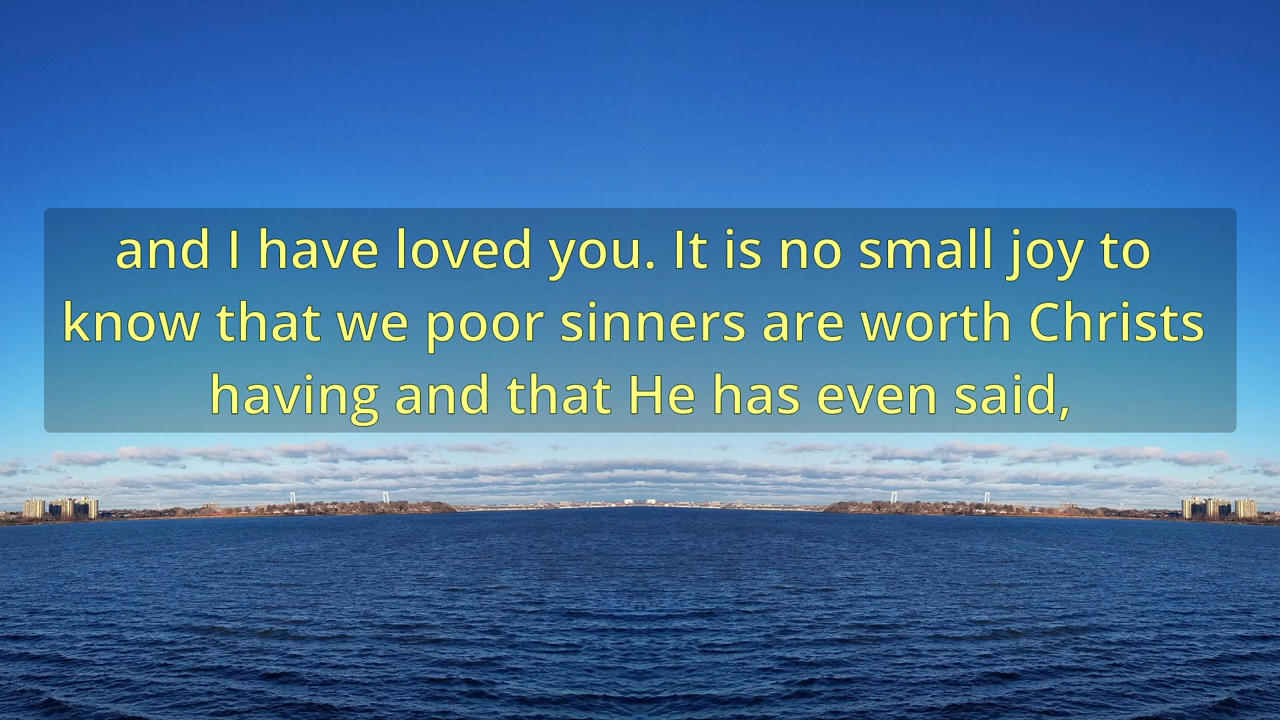 and I have loved you. It is no small joy to
know that we poor sinners are worth Christs
having and that He has even said,